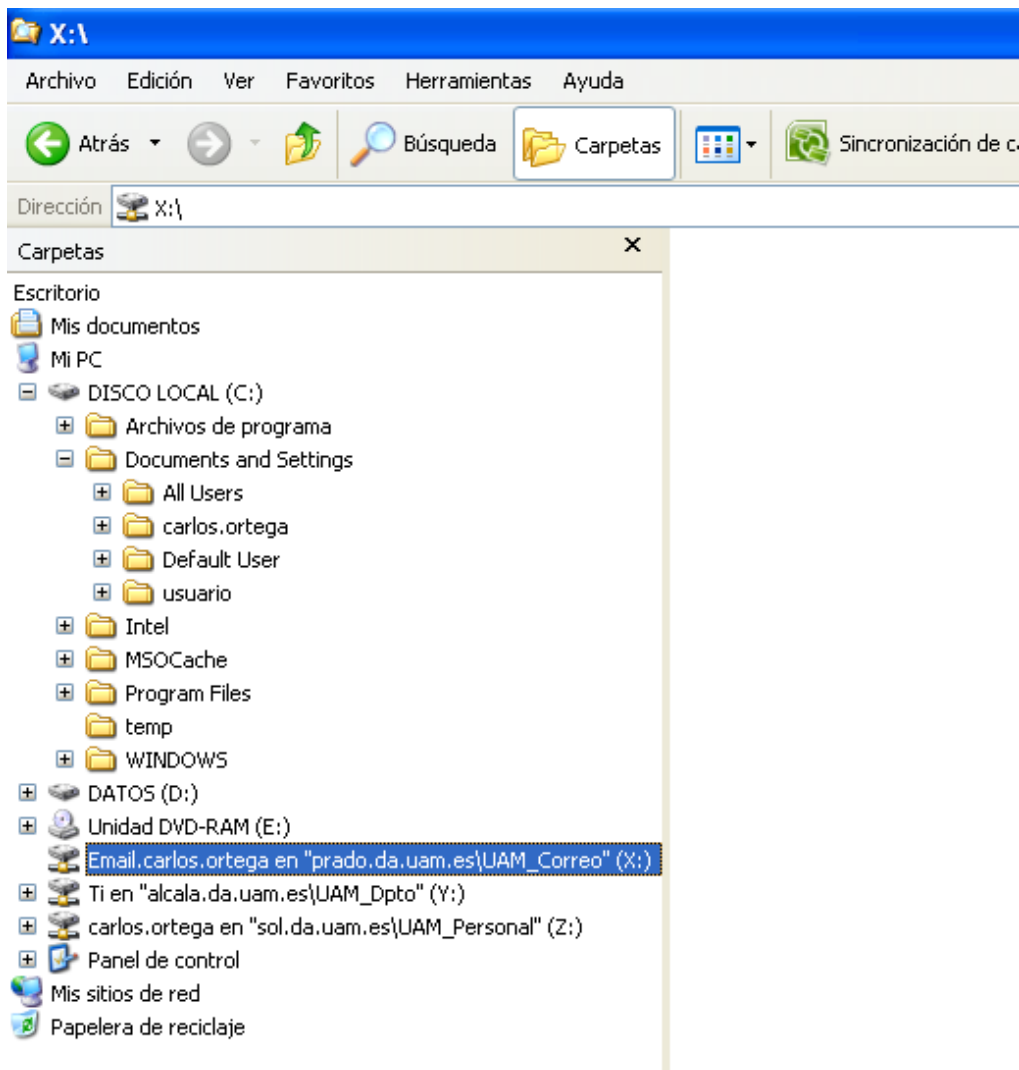 X:\
Archivo Edición Ver Favoritos Herramientas Ayuda
Atrás Búsqueda Carpetas Sincronización de
Dirección X:\
Carpetas
Escritorio
Mis documentos
Mi PC
DISCO LOCAL (C:)
Archivos de programa
Documents and Settings
All Users
carlos.ortega
Default User
usuario
Intel
MSOCache
Program Files
temp
WINDOWS
DATOS (D:)
Unidad DVD-RAM (E:)
Email.carlos.ortega en "prado.da.uam.es\UAM_Correo" (X:)
Ti en "alcala.da.uam.es\UAM_Dpto" (Y:)
carlos.ortega en "sol.da.uam.es\UAM_Personal" (Z:)
Panel de control
Mis sitios de red
Papelera de reciclaje